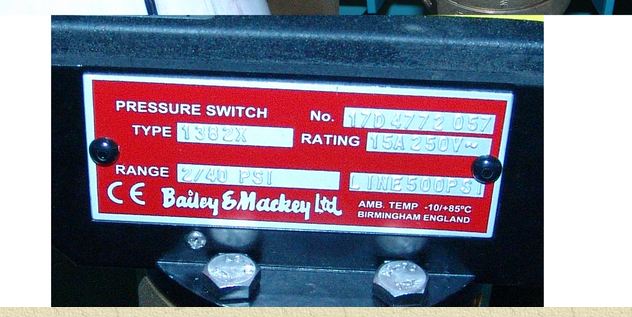 PRESSURE SWITCH No. 17D 4772 057
TYPE 1382X RATING 15A 250V~
RANGE 2/40 PSI LINE 500PSI
CE Bailey & Mackey Ltd. AMB. TEMP -10/+85ºC
BIRMINGHAM ENGLAND